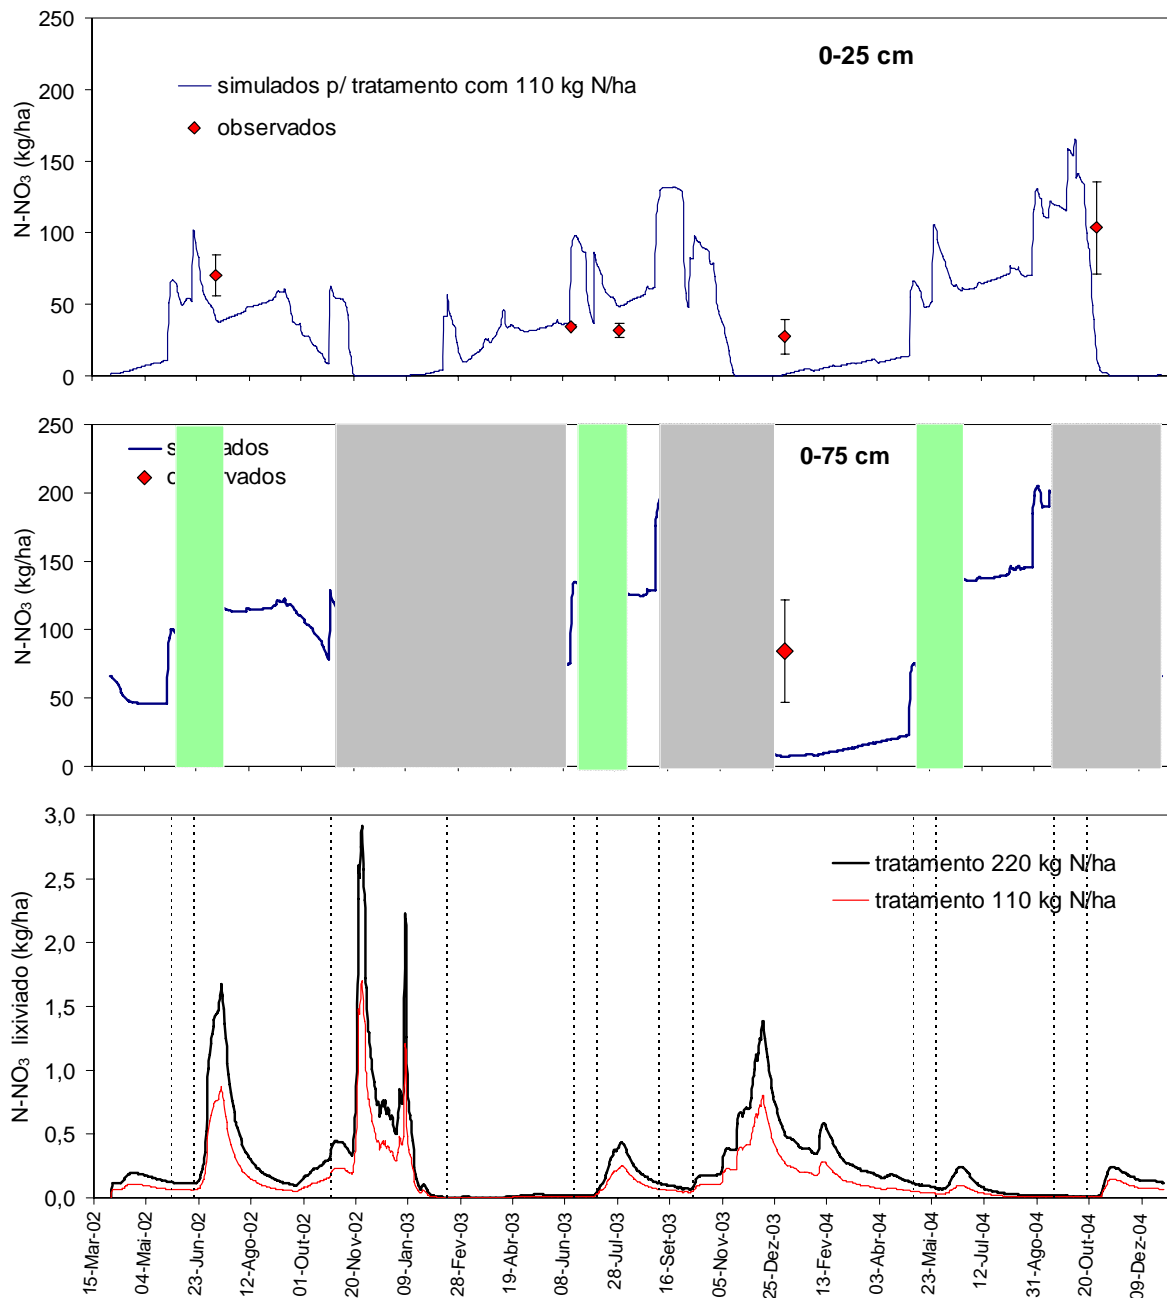 250
200
150
100
50
0
N-NO₃ (kg/ha)
0-25 cm
simulados p/ tratamento com 110 kg N/ha
observados
250
200
150
100
50
0
N-NO₃ (kg/ha)
0-75 cm
3,0
2,5
2,0
1,5
1,0
0,5
0,0
N-NO₃ lixiviado (kg/ha)
tratamento 220 kg N/ha
tratamento 110 kg N/ha
15-Mar-02
04-Mai-02
23-Jun-02
12-Ago-02
01-Out-02
20-Nov-02
09-Jan-03
28-Fev-03
19-Abr-03
08-Jun-03
28-Jul-03
16-Set-03
05-Nov-03
25-Dez-03
13-Fev-04
03-Abr-04
23-Mai-04
12-Jul-04
31-Ago-04
20-Out-04
09-Dez-04